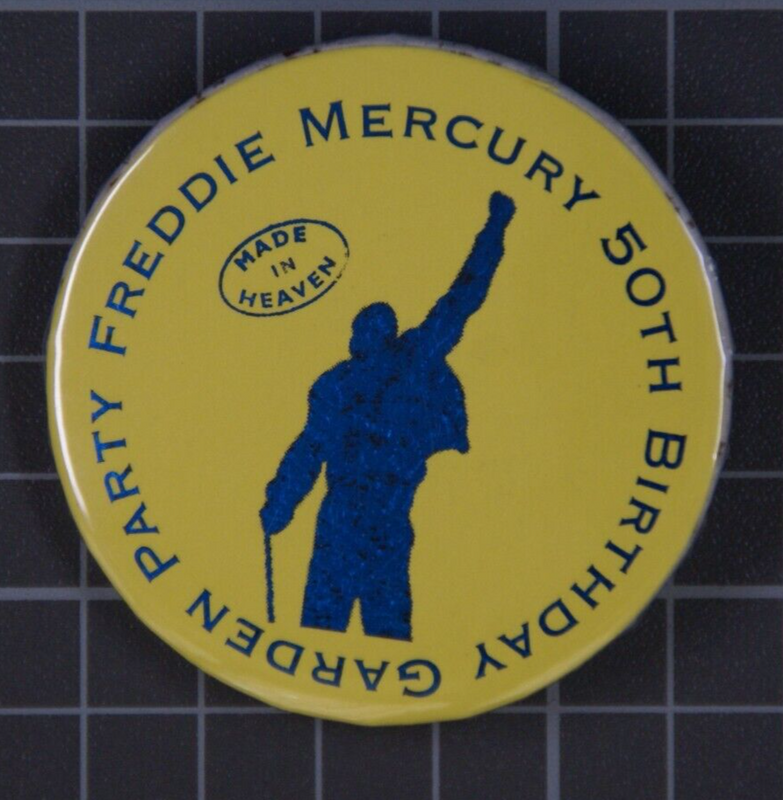 FREDDIE MERCURY 50TH BIRTHDAY GARDEN PARTY
MADE
IN
HEAVEN